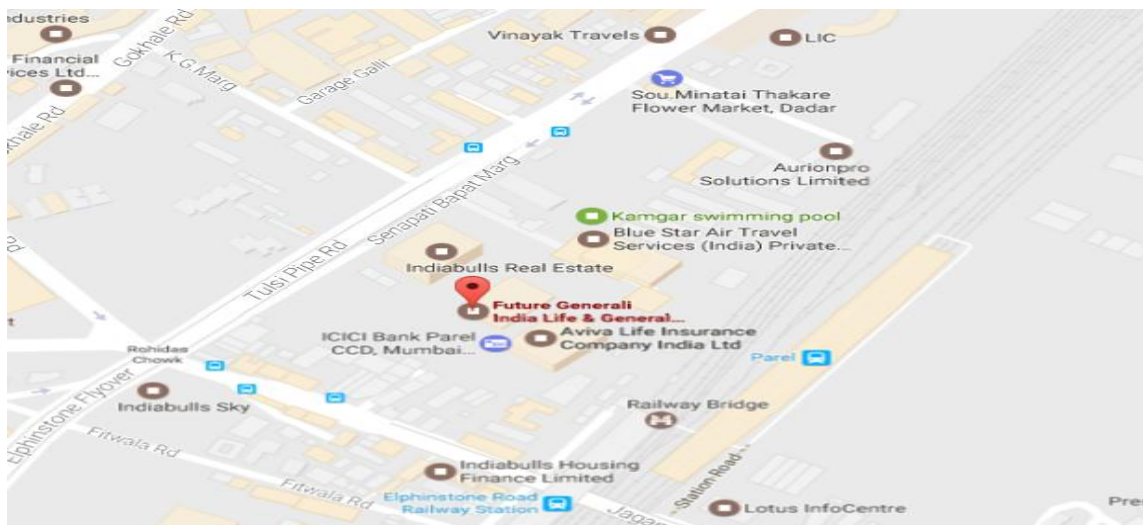 dustries
Gokhale Rd
Financial
vices Ltd...
K.G.Marg
Garage Galli
Vinayak Travels
LIC
Sou.Minatai Thakare
Flower Market, Dadar
khale Rd
Aurionpro
Solutions Limited
Senapati Bapat Marg
Kamgar swimming pool
Blue Star Air Travel
Services (India) Private...
Tulsi Pipe Rd
Indiabulls Real Estate
Future Generali
India Life & General...
ICICI Bank Parel
CCD, Mumbai...
Aviva Life Insurance
Company India Ltd
Parel
Rohidas
Chowk
Elphinstone Flyover
Indiabulls Sky
Railway Bridge
Fitwala Rd
Indiabulls Housing
Finance Limited
Station Road
Fitwala Rd
Elphinstone Road
Railway Station
Jagan
Lotus InfoCentre
Pre